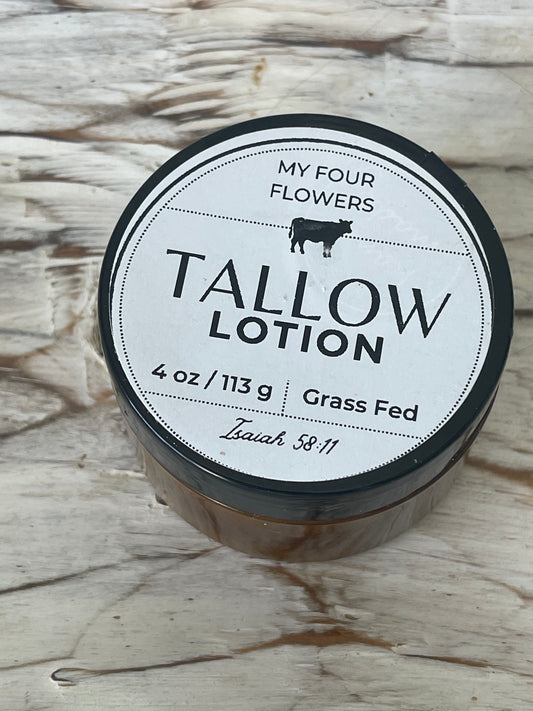 MY FOUR
FLOWERS
TALLOW
LOTION
4 oz / 113 g Grass Fed
Isaiah 58:11